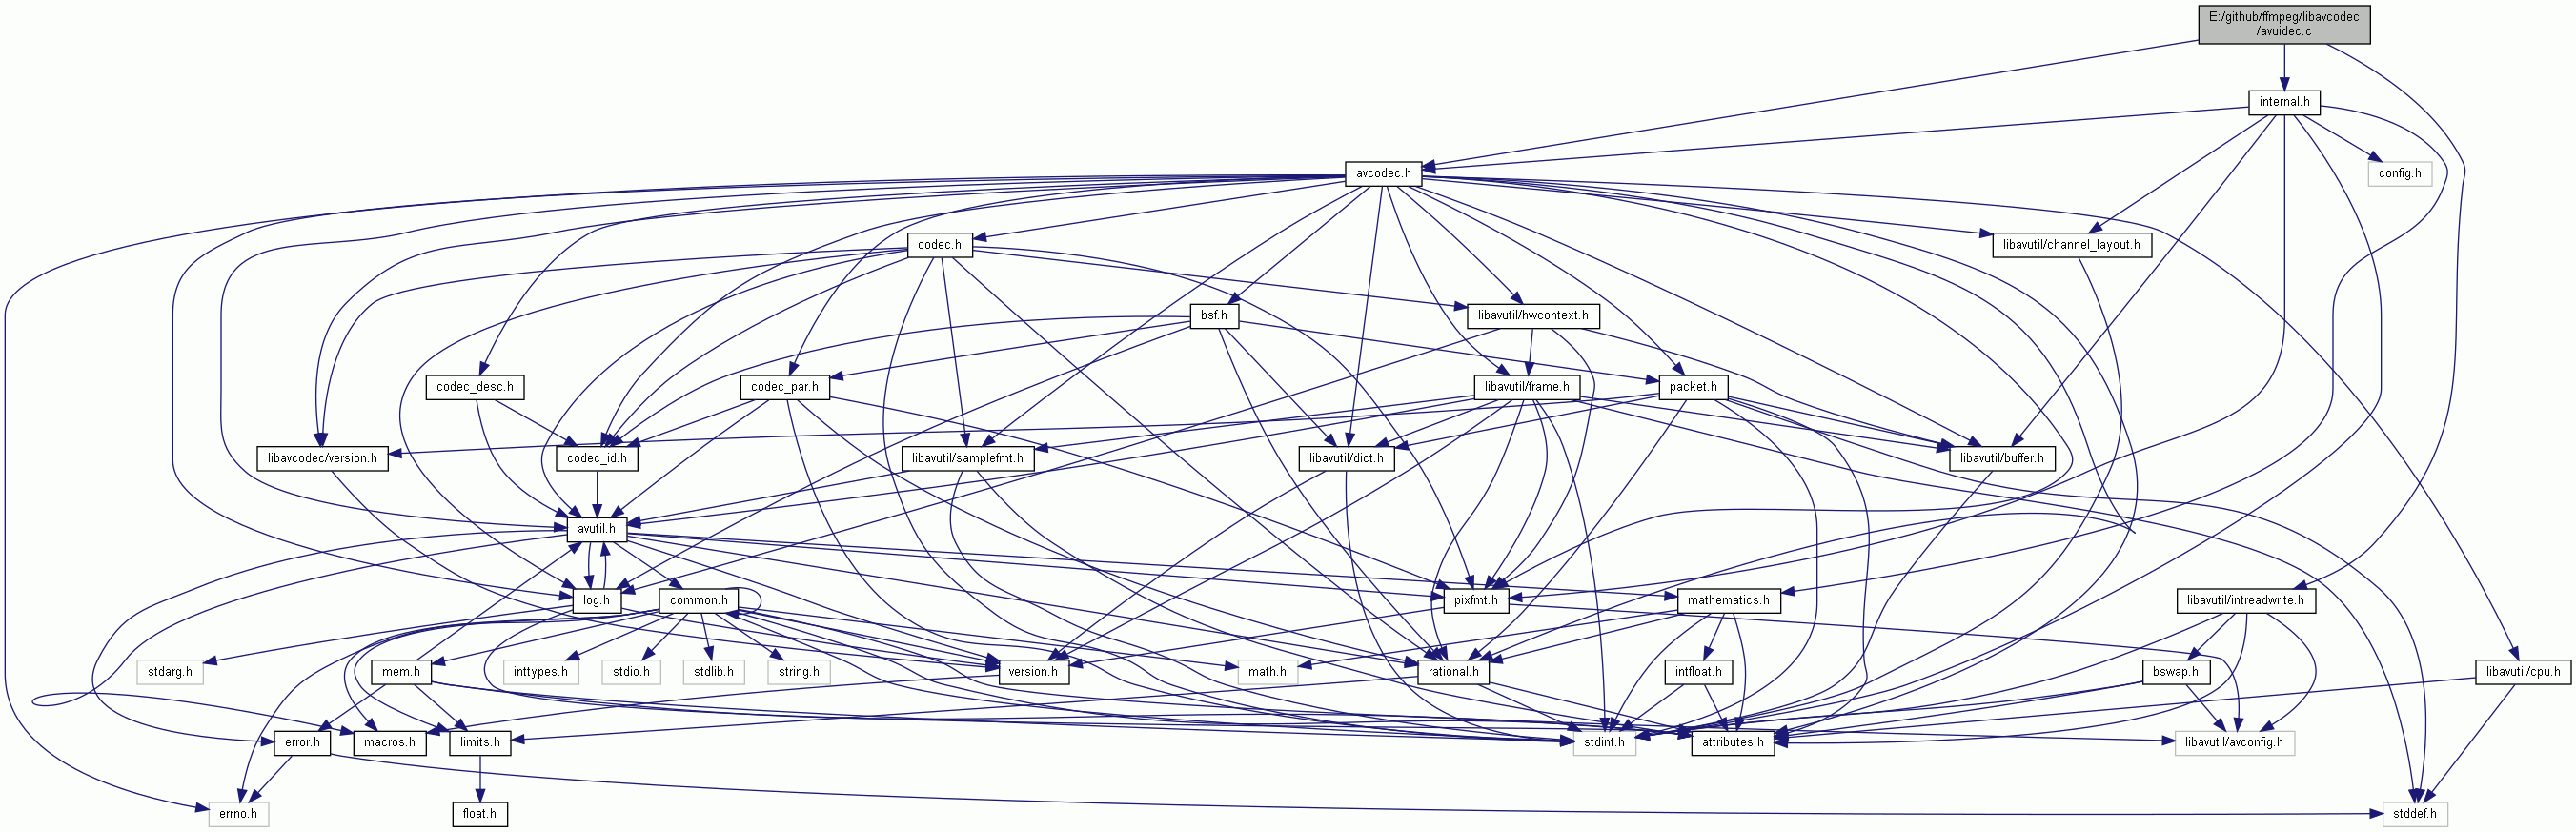 E:/github/ffmpeg/libavcodec
/avuidec.c
internal.h
avcodec.h
config.h
codec.h
libavutil/channel_layout.h
bsf.h
libavutil/hwcontext.h
codec_desc.h
codec_par.h
libavutil/frame.h
packet.h
libavcodec/version.h
codec_id.h
libavutil/samplefmt.h
libavutil/dict.h
libavutil/buffer.h
avutil.h
log.h
common.h
pixfmt.h
mathematics.h
libavutil/intreadwrite.h
stdarg.h
mem.h
inttypes.h
stdio.h
stdlib.h
string.h
version.h
math.h
rational.h
intfloat.h
bswap.h
libavutil/cpu.h
error.h
macros.h
limits.h
stdint.h
attributes.h
libavutil/avconfig.h
errno.h
float.h
stddef.h